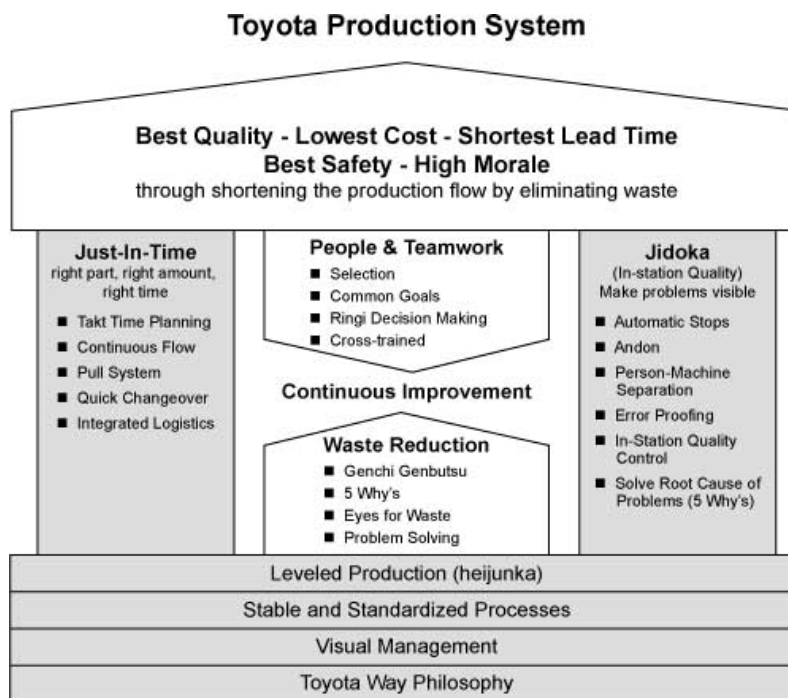 Toyota Production System
Best Quality - Lowest Cost - Shortest Lead Time
Best Safety - High Morale
through shortening the production flow by eliminating waste
Just-In-Time
right part, right amount,
right time
■ Takt Time Planning
■ Continuous Flow
■ Pull System
■ Quick Changeover
■ Integrated Logistics
People & Teamwork
■ Selection
■ Common Goals
■ Ringi Decision Making
■ Cross-trained
Continuous Improvement
Waste Reduction
■ Genchi Genbutsu
■ 5 Why's
■ Eyes for Waste
■ Problem Solving
Jidoka
(In-station Quality)
Make problems visible
■ Automatic Stops
■ Andon
■ Person-Machine
Separation
■ Error Proofing
■ In-Station Quality
Control
■ Solve Root Cause of
Problems (5 Why's)
Leveled Production (heijunka)
Stable and Standardized Processes
Visual Management
Toyota Way Philosophy